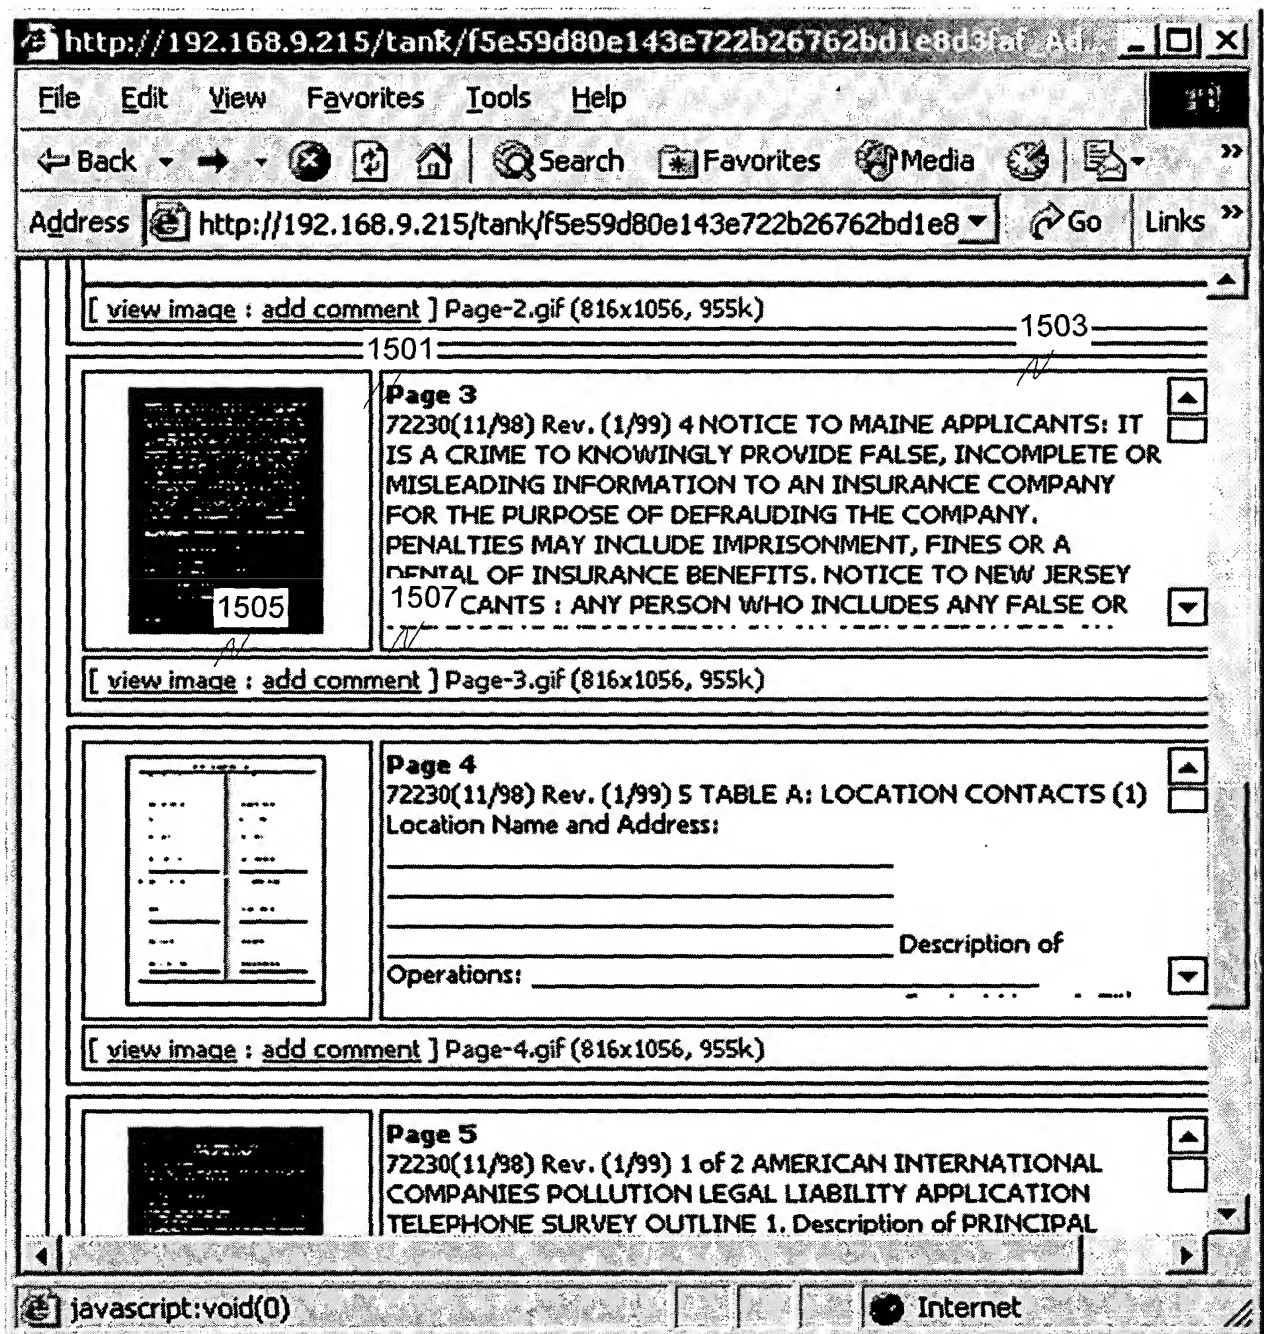 http://192.168.9.215/tank/f5e59d80e143e722b26762bd1e8d3faf_Ad...
File Edit View Favorites Tools Help
Back Search Favorites Media »
Address http://192.168.9.215/tank/f5e59d80e143e722b26762bd1e8 Go Links »
[ view image : add comment ] Page-2.gif (816x1056, 955k)
1503
1501
Page 3
72230(11/98) Rev. (1/99) 4 NOTICE TO MAINE APPLICANTS: IT
IS A CRIME TO KNOWINGLY PROVIDE FALSE, INCOMPLETE OR
MISLEADING INFORMATION TO AN INSURANCE COMPANY
FOR THE PURPOSE OF DEFRAUDING THE COMPANY.
PENALTIES MAY INCLUDE IMPRISONMENT, FINES OR A
DENIAL OF INSURANCE BENEFITS. NOTICE TO NEW JERSEY
1505
1507 CANTS : ANY PERSON WHO INCLUDES ANY FALSE OR
[ view image : add comment ] Page-3.gif (816x1056, 955k)
Page 4
72230(11/98) Rev. (1/99) 5 TABLE A: LOCATION CONTACTS (1)
Location Name and Address:
Description of
Operations:
[ view image : add comment ] Page-4.gif (816x1056, 955k)
Page 5
72230(11/98) Rev. (1/99) 1 of 2 AMERICAN INTERNATIONAL
COMPANIES POLLUTION LEGAL LIABILITY APPLICATION
TELEPHONE SURVEY OUTLINE 1. Description of PRINCIPAL
javascript:void(0) Internet